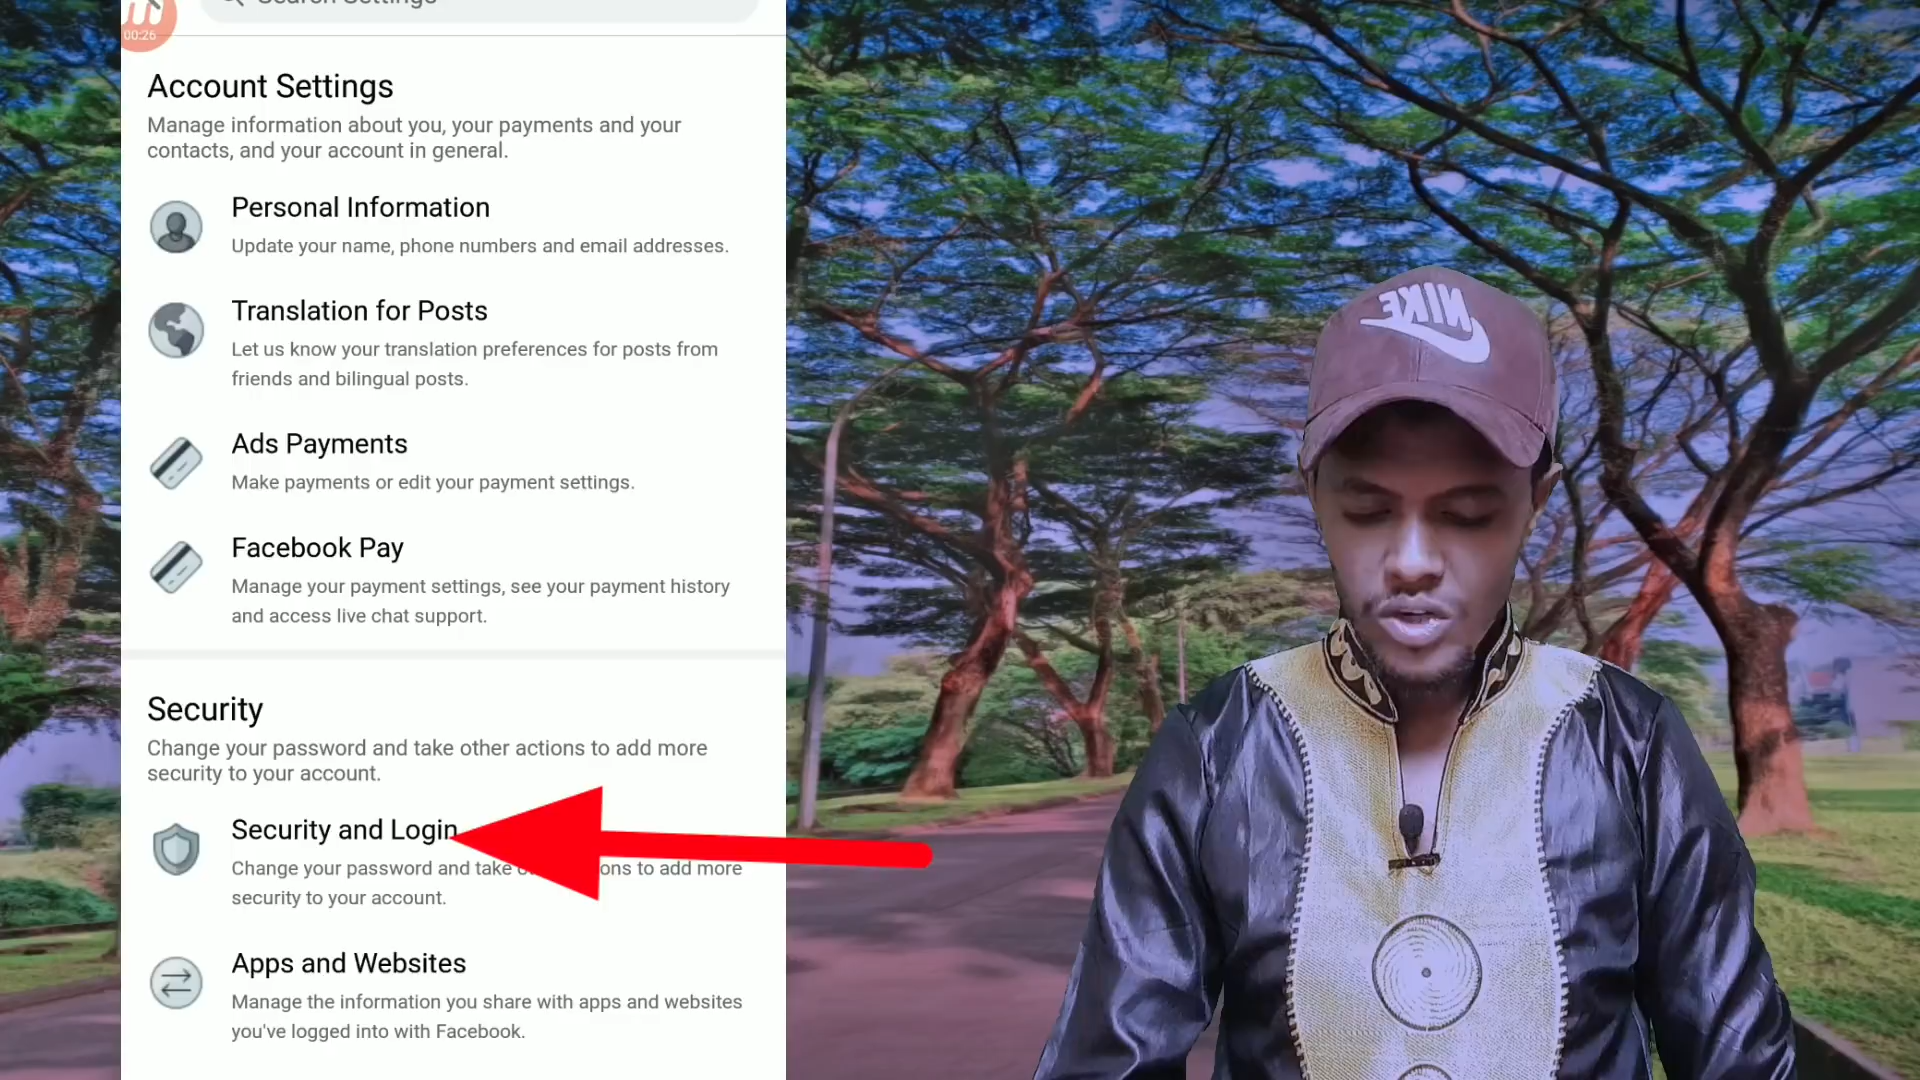 00:26
Search Settings
Account Settings
Manage information about you, your payments and your
contacts, and your account in general.
Personal Information
Update your name, phone numbers and email addresses.
Translation for Posts
Let us know your translation preferences for posts from
friends and bilingual posts.
Ads Payments
Make payments or edit your payment settings.
Facebook Pay
Manage your payment settings, see your payment history
and access live chat support.
Security
Change your password and take other actions to add more
security to your account.
Security and Login
Change your password and take ons to add more
security to your account.
Apps and Websites
Manage the information you share with apps and websites
you've logged into with Facebook.
NIKE